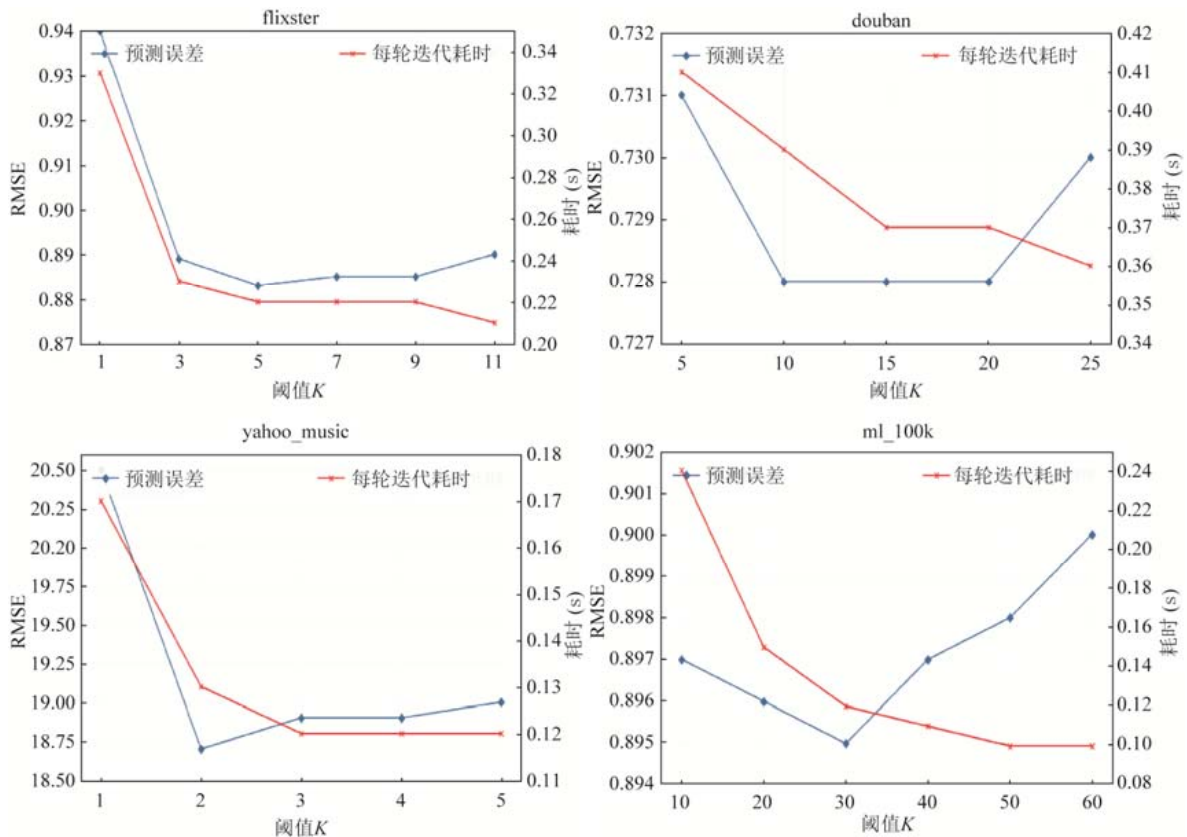 flixster
预测误差
每轮迭代耗时
0.94
0.93
0.92
0.91
0.90
0.89
0.88
0.87
RMSE
0.34
0.32
0.30
0.28
0.26
0.24
0.22
0.20
耗时 (s)
1 3 5 7 9 11
阈值K
douban
预测误差
每轮迭代耗时
0.732
0.731
0.730
0.729
0.728
0.727
RMSE
0.42
0.41
0.40
0.39
0.38
0.37
0.36
0.34
耗时 (s)
5 10 15 20 25
阈值K
yahoo_music
预测误差
每轮迭代耗时
20.50
20.25
20.20
19.75
19.50
19.25
19.00
18.75
18.50
RMSE
0.18
0.17
0.16
0.15
0.14
0.13
0.12
0.11
耗时 (s)
1 2 3 4 5
阈值K
ml_100k
预测误差
每轮迭代耗时
0.902
0.901
0.900
0.899
0.898
0.897
0.896
0.895
0.894
RMSE
0.24
0.22
0.20
0.18
0.16
0.14
0.12
0.10
0.08
耗时 (s)
10 20 30 40 50 60
阈值K